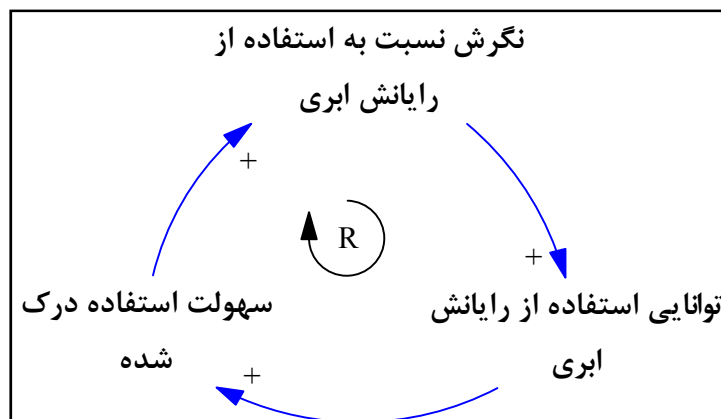 نگرش نسبت به استفاده از
رایانش ابری
+
R
+
سهولت استفاده درک
شده
توانایی استفاده از رایانش
ابری
+